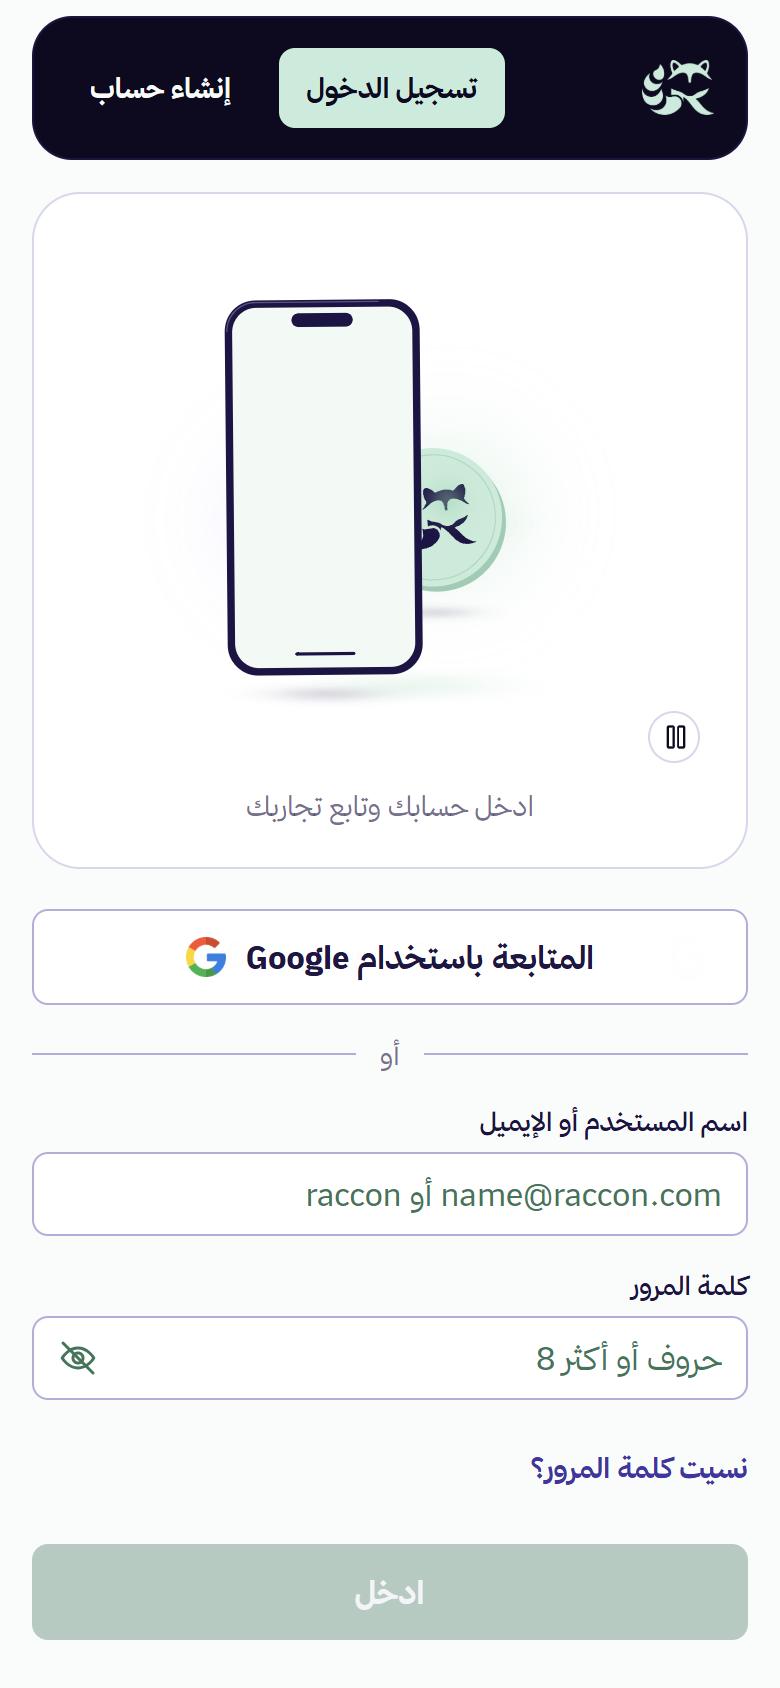 تسجيل الدخول
إنشاء حساب
ادخل حسابك وتابع تجاربك
المتابعة باستخدام Google
أو
اسم المستخدم أو الإيميل
name@raccon.com أو raccon
كلمة المرور
حروف أو أكثر 8
نسيت كلمة المرور؟
ادخل